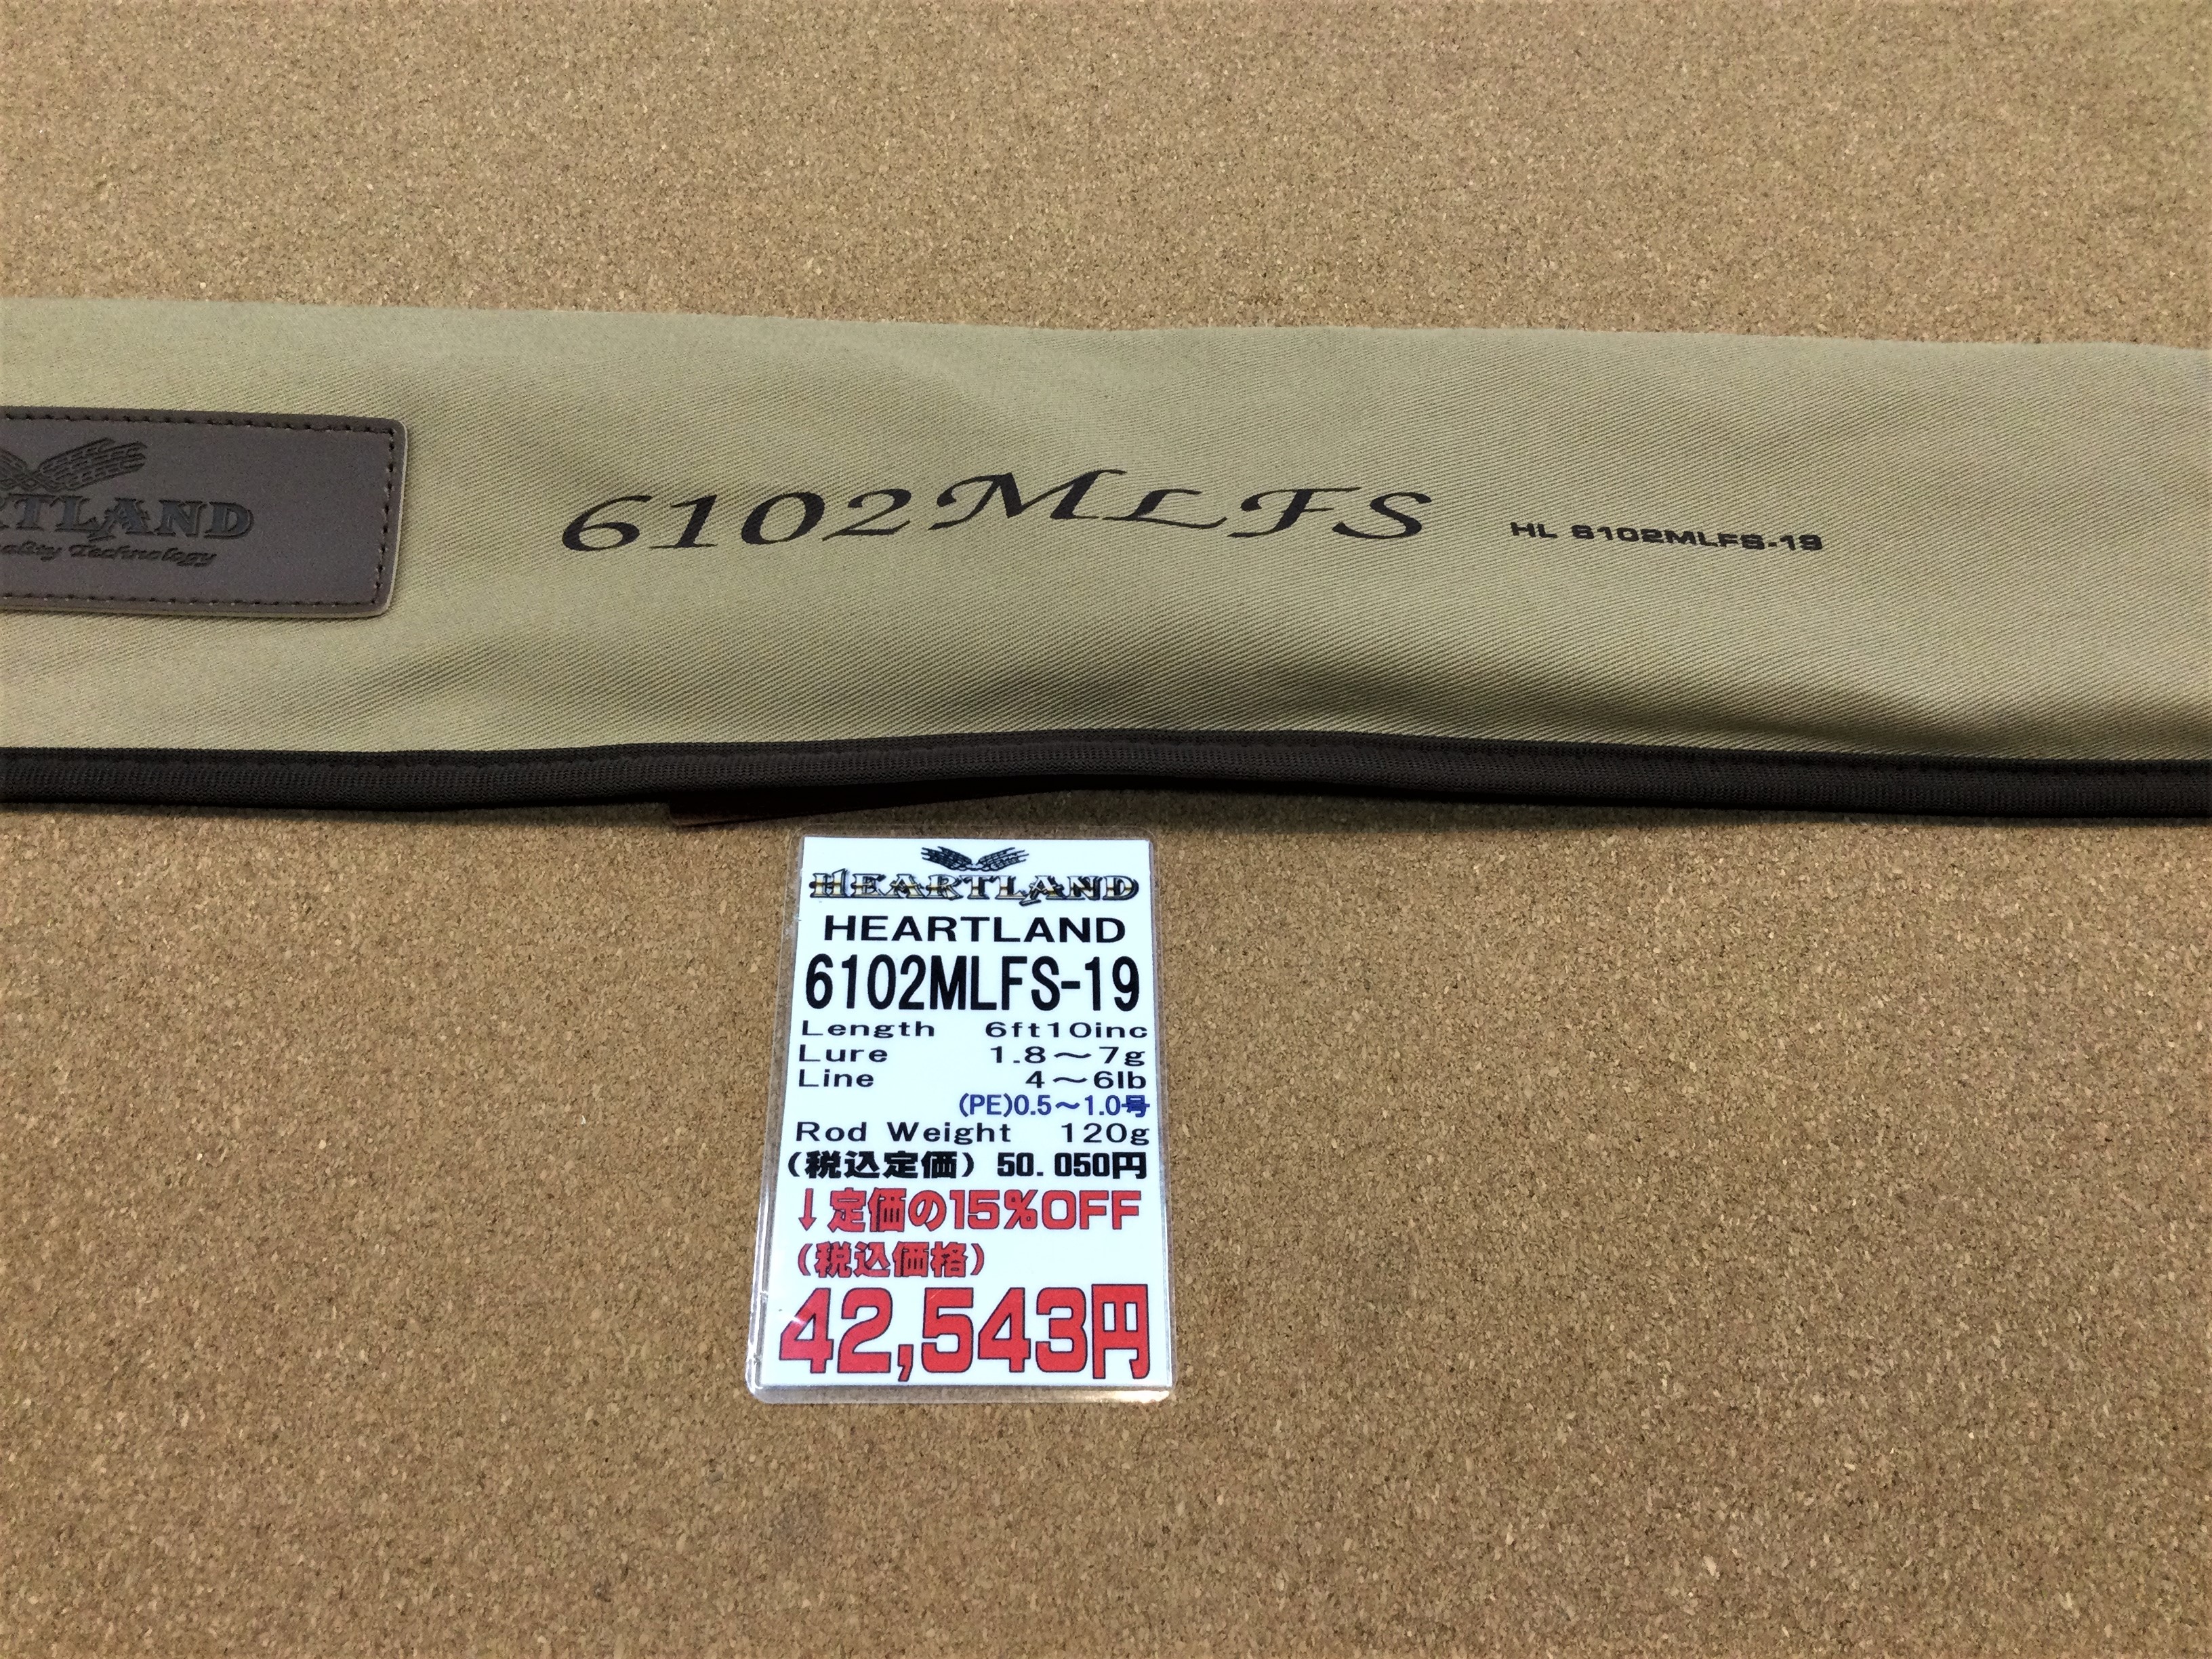 6102MLFS
HL 6102MLFS-19
HEARTLAND
HEARTLAND
6102MLFS-19
Length 6ft10inc
Lure 1.8～7g
Line 4～6lb
(PE)0.5～1.0号
Rod Weight 120g
(税込定価) 50.050円
↓定価の15%OFF
(税込価格)
42,543円
Technology